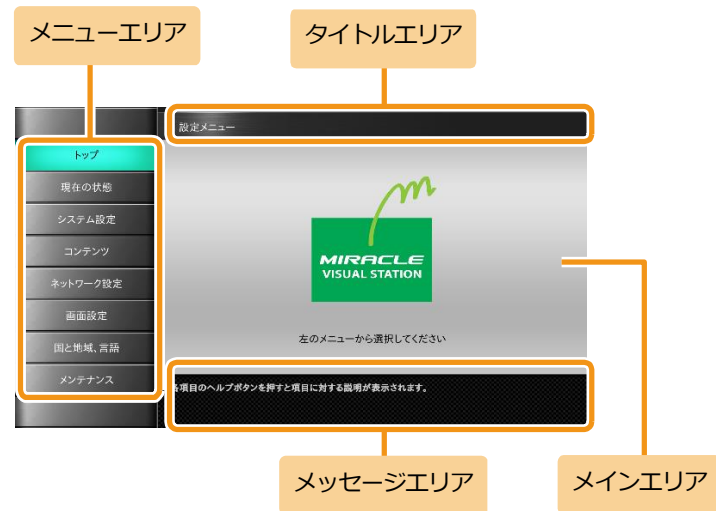 メニューエリア
タイトルエリア
設定メニュー
トップ
現在の状態
システム設定
コンテンツ
ネットワーク設定
画面設定
国と地域、言語
メンテナンス
m
MIRACLE
VISUAL STATION
左のメニューから選択してください
各項目のヘルプボタンを押すと項目に対する説明が表示されます。
メッセージエリア
メインエリア